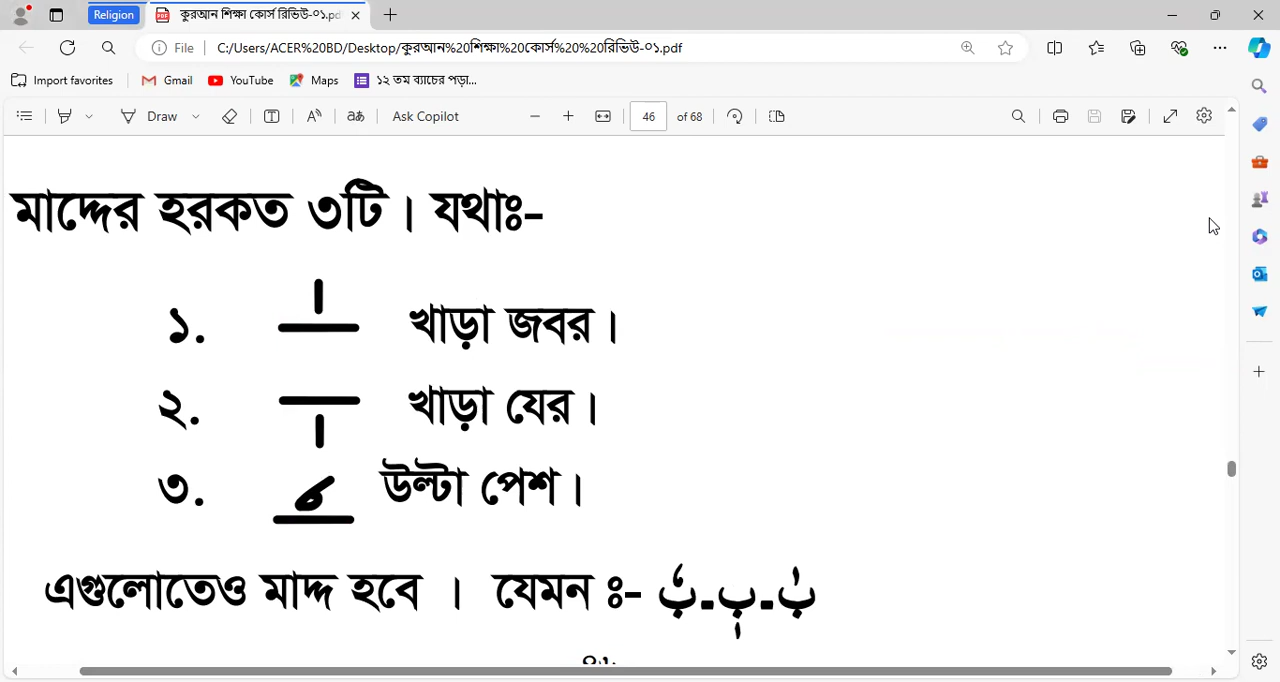 Religion
কুরআন শিক্ষা কোর্স রিভিউ-০১.pdf
File
C:/Users/ACER%20BD/Desktop/কুরআন%20শিক্ষা%20কোর্স%20%20রিভিউ-০১.pdf
Import favorites
Gmail
YouTube
Maps
১২ তম ব্যাচের পড়া...
Draw
Ask Copilot
46 of 68
মাদ্দের হরকত ৩টি। যথাঃ-
১. খাড়া জবর।
২. খাড়া যের।
৩. উল্টা পেশ।
এগুলোতেও মাদ্দ হবে । যেমন ঃ- بٰ-بٖ-بٗ